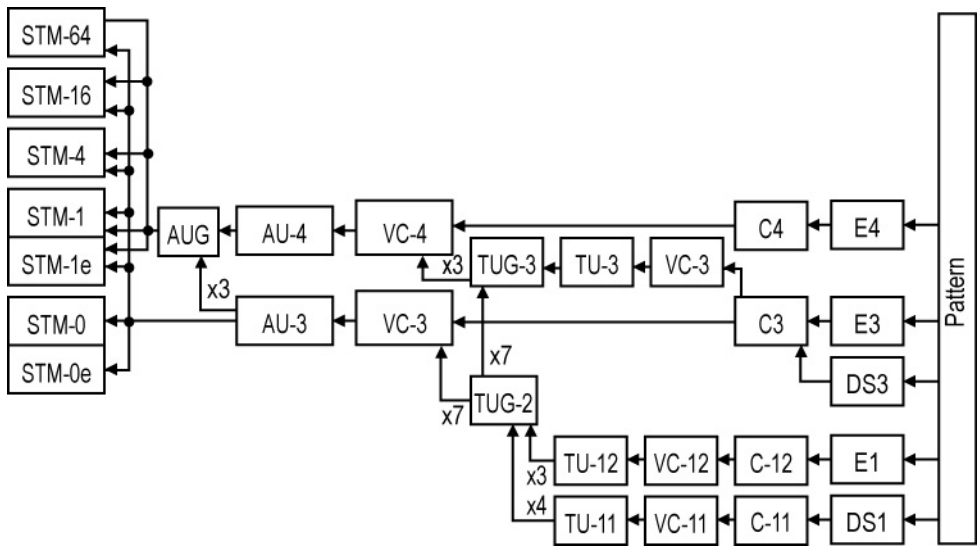 STM-64
STM-16
STM-4
STM-1
STM-1e
STM-0
STM-0e
AUG
AU-4
VC-4
C4
E4
x3
TUG-3
TU-3
VC-3
x3
AU-3
VC-3
C3
E3
x7
DS3
x7
TUG-2
x3
TU-12
VC-12
C-12
E1
x4
TU-11
VC-11
C-11
DS1
Pattern